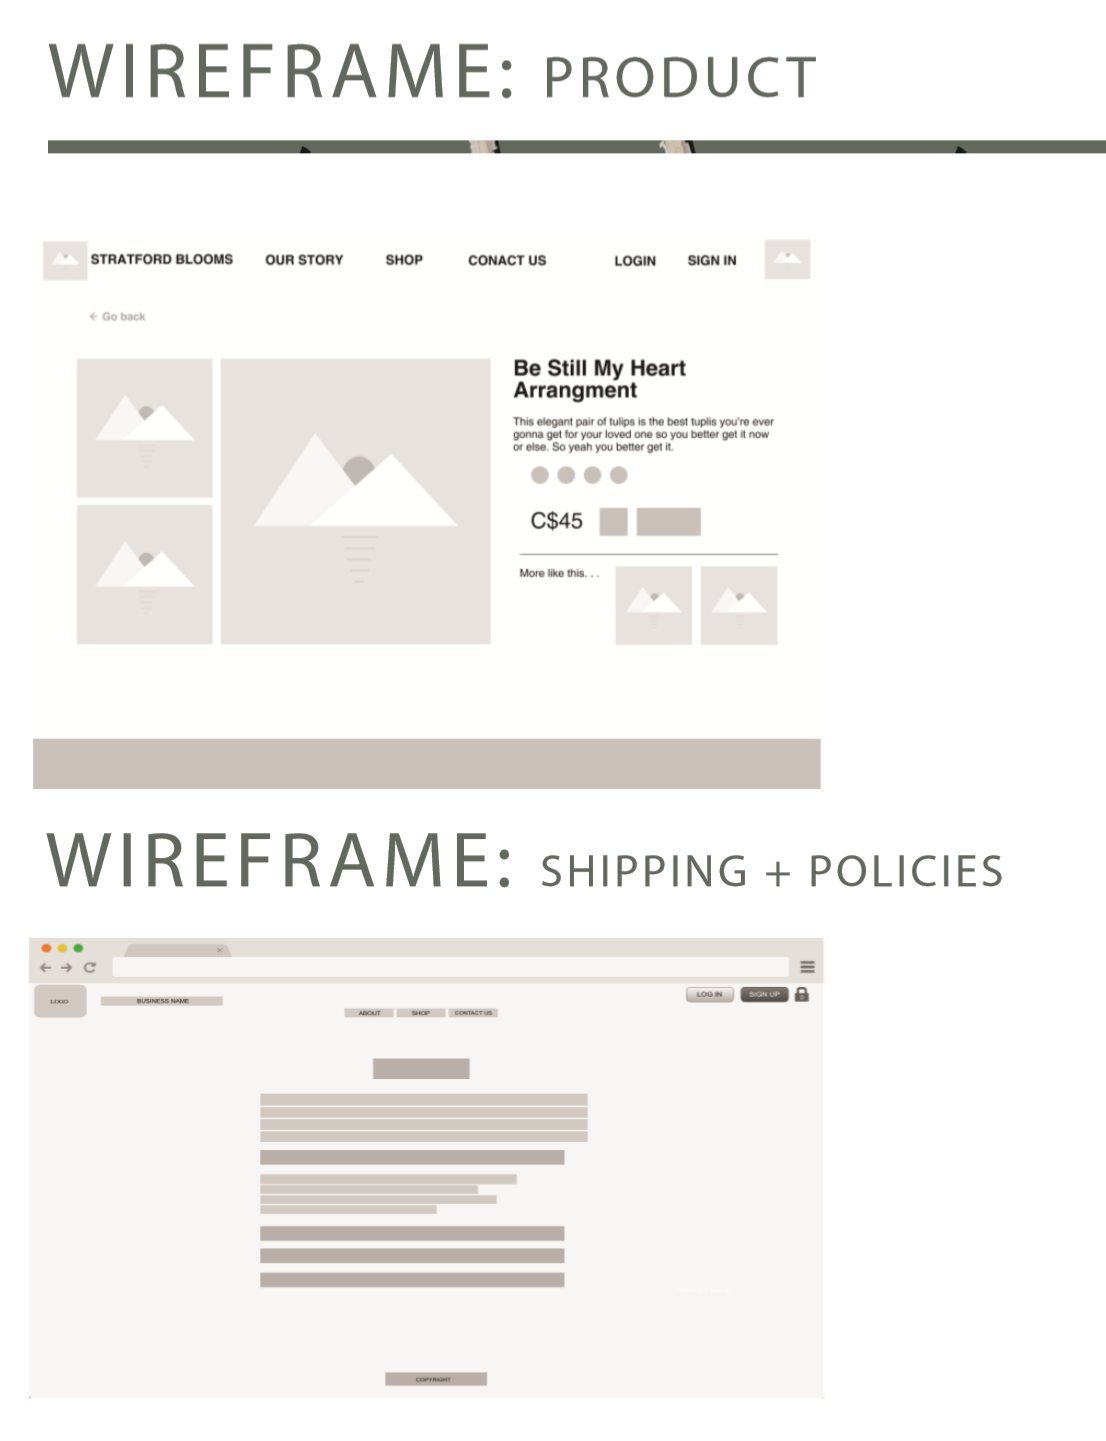 WIREFRAME: PRODUCT
STRATFORD BLOOMS OUR STORY SHOP CONACT US LOGIN SIGN IN
← Go back
Be Still My Heart
Arrangment
This elegant pair of tulips is the best tuplis you're ever
gonna get for your loved one so you better get it now
or else. So yeah you better get it.
C$45
More like this. . .
WIREFRAME: SHIPPING + POLICIES
LOGO BUSINESS NAME LOG IN SIGN UP
ABOUT SHOP CONTACT US
COPYRIGHT